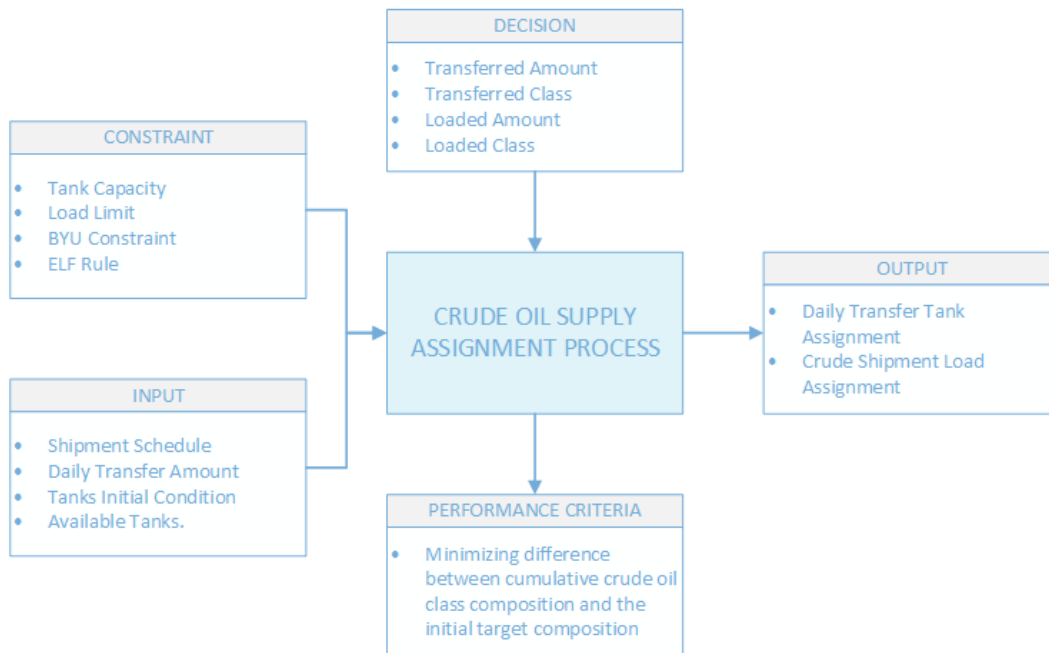 DECISION
• Transferred Amount
• Transferred Class
• Loaded Amount
• Loaded Class
CONSTRAINT
• Tank Capacity
• Load Limit
• BYU Constraint
• ELF Rule
CRUDE OIL SUPPLY
ASSIGNMENT PROCESS
OUTPUT
• Daily Transfer Tank
Assignment
• Crude Shipment Load
Assignment
INPUT
• Shipment Schedule
• Daily Transfer Amount
• Tanks Initial Condition
• Available Tanks.
PERFORMANCE CRITERIA
• Minimizing difference
between cumulative crude oil
class composition and the
initial target composition